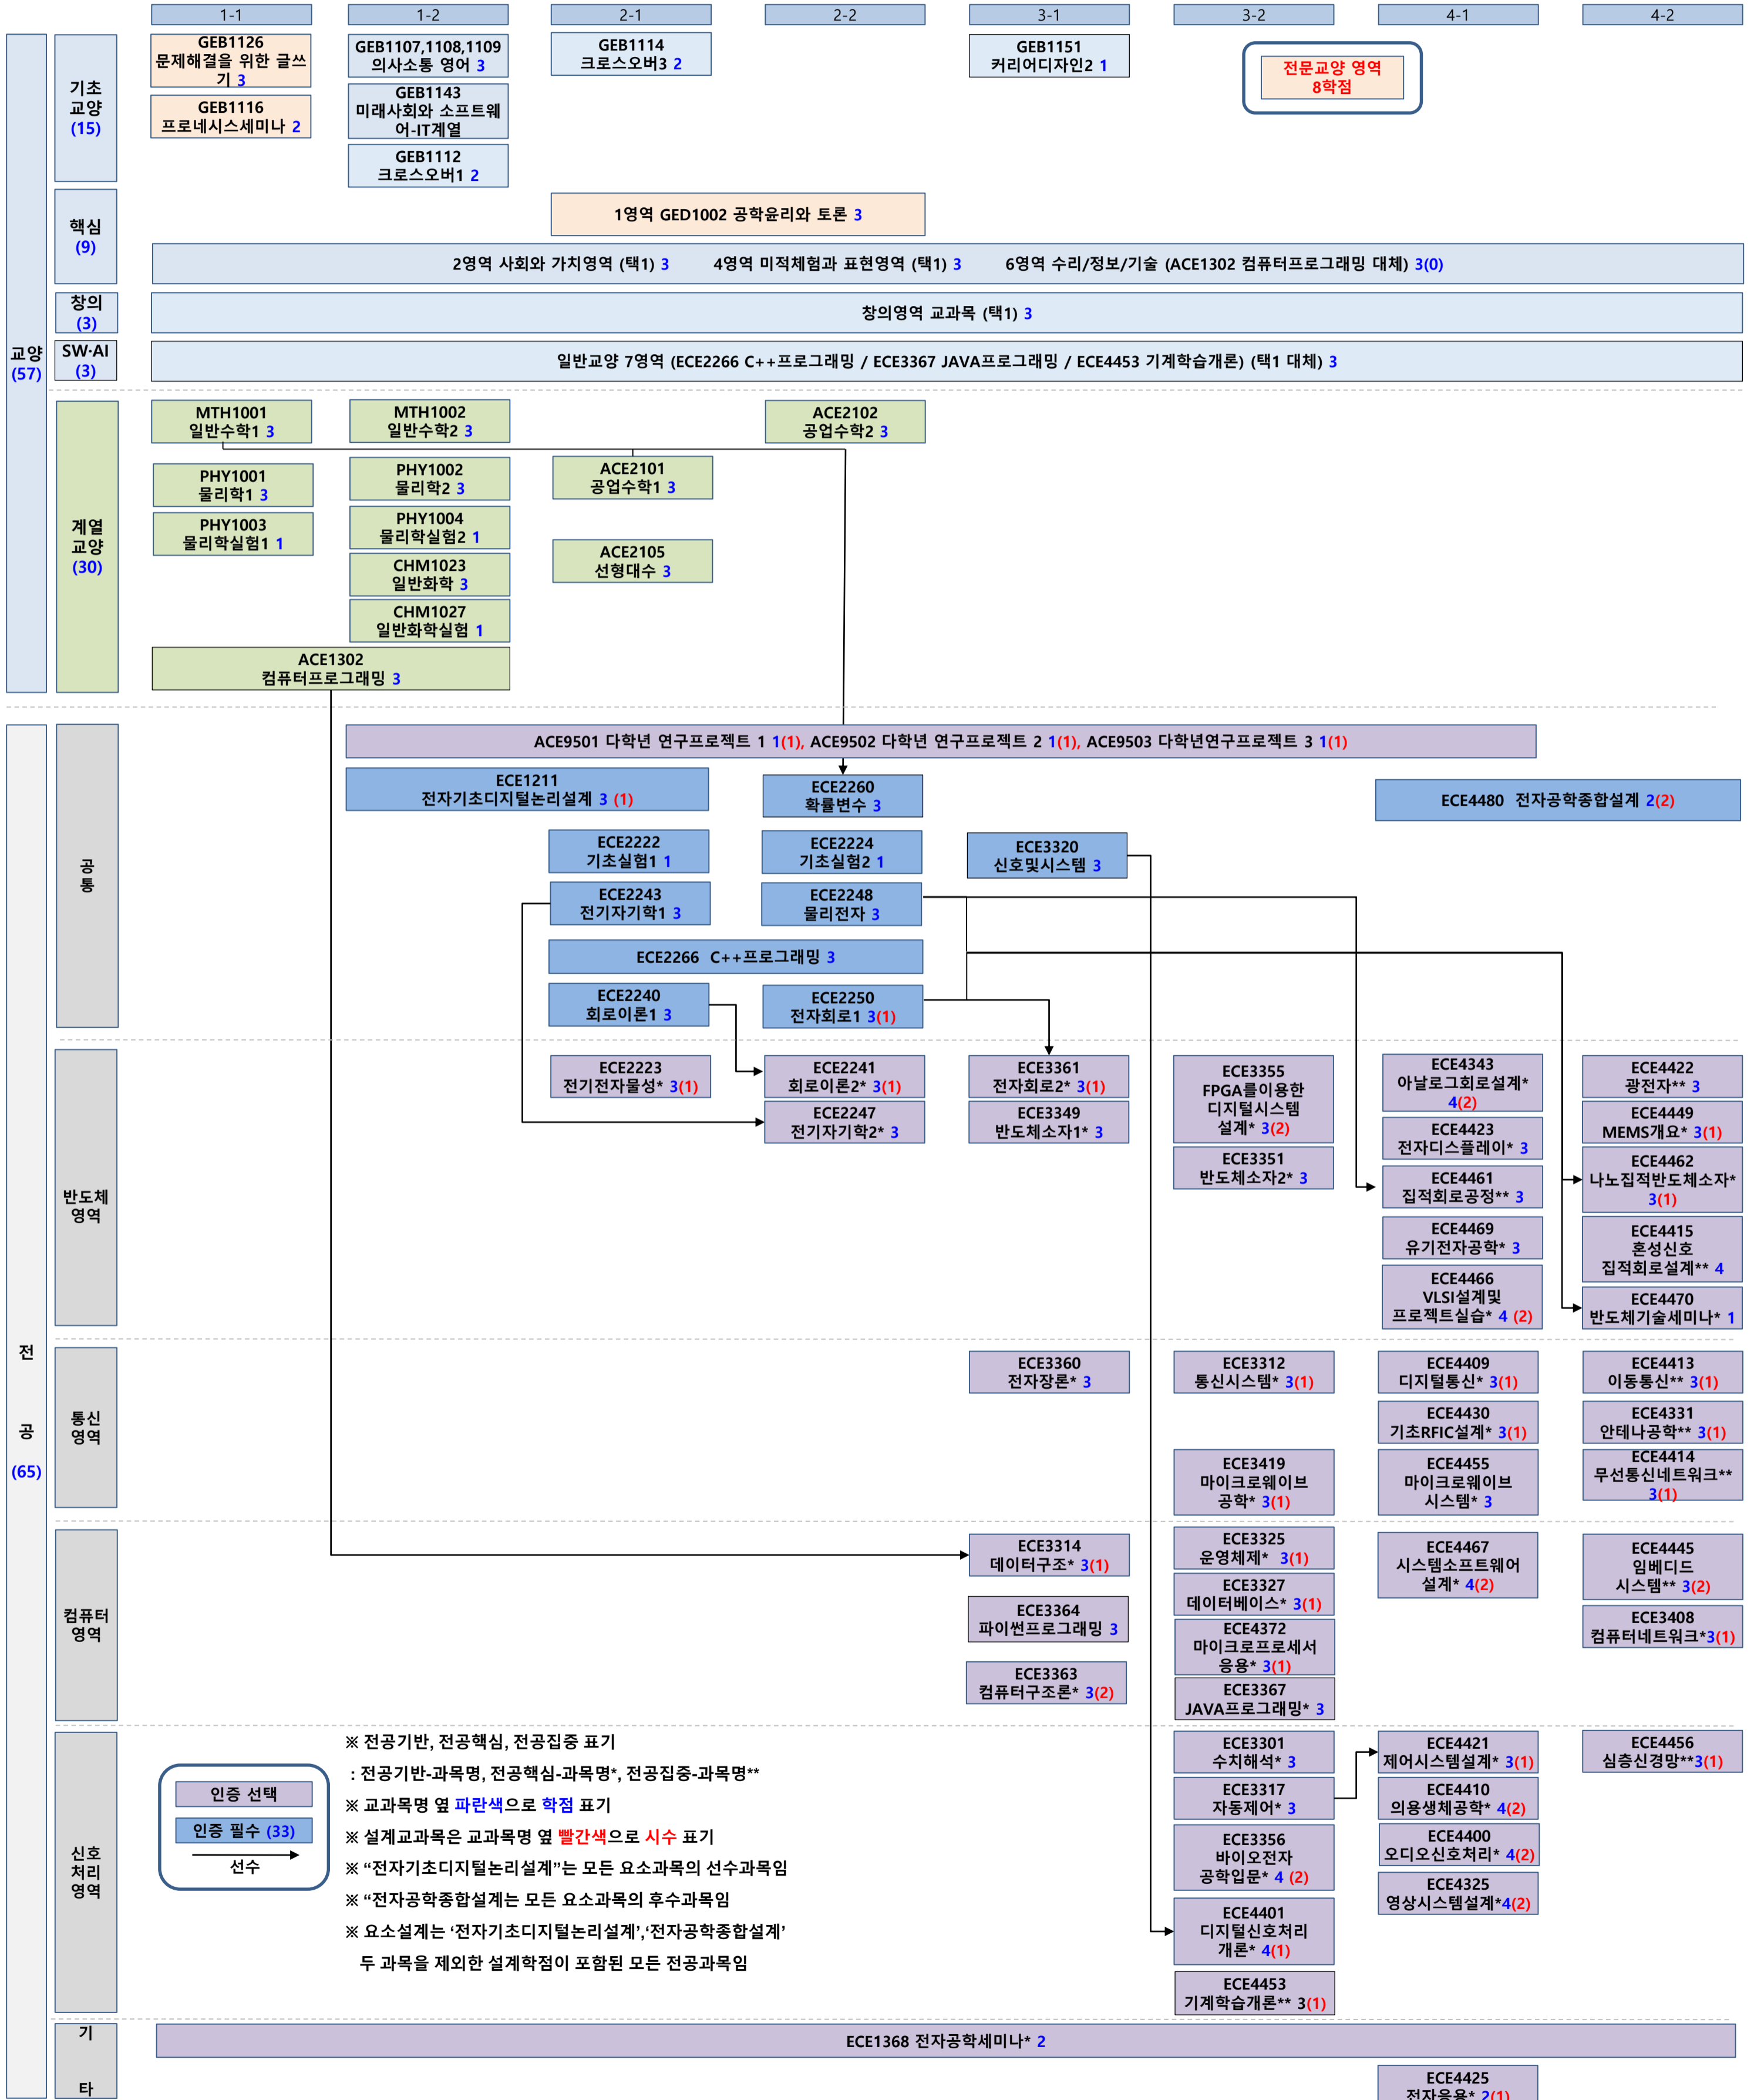 1-1
1-2
2-1
2-2
3-1
3-2
4-1
4-2
교양
(57)
기초
교양
(15)
GEB1126
문제해결을 위한 글쓰
기 3
GEB1116
프로네시스세미나 2
GEB1107,1108,1109
의사소통 영어 3
GEB1143
미래사회와 소프트웨
어-IT계열
GEB1112
크로스오버1 2
GEB1114
크로스오버3 2
GEB1151
커리어디자인2 1
전문교양 영역
8학점
핵심
(9)
1영역 GED1002 공학윤리와 토론 3
2영역 사회와 가치영역 (택1) 3 4영역 미적체험과 표현영역 (택1) 3 6영역 수리/정보/기술 (ACE1302 컴퓨터프로그래밍 대체) 3(0)
창의
(3)
창의영역 교과목 (택1) 3
SW·AI
(3)
일반교양 7영역 (ECE2266 C++프로그래밍 / ECE3367 JAVA프로그래밍 / ECE4453 기계학습개론) (택1 대체) 3
계열
교양
(30)
MTH1001
일반수학1 3
MTH1002
일반수학2 3
ACE2102
공업수학2 3
PHY1001
물리학1 3
PHY1002
물리학2 3
ACE2101
공업수학1 3
PHY1003
물리학실험1 1
PHY1004
물리학실험2 1
ACE2105
선형대수 3
CHM1023
일반화학 3
CHM1027
일반화학실험 1
ACE1302
컴퓨터프로그래밍 3
전
공
(65)
공
통
ACE9501 다학년 연구프로젝트 1 1(1), ACE9502 다학년 연구프로젝트 2 1(1), ACE9503 다학년연구프로젝트 3 1(1)
ECE1211
전자기초디지털논리설계 3 (1)
ECE2260
확률변수 3
ECE4480 전자공학종합설계 2(2)
ECE2222
기초실험1 1
ECE2224
기초실험2 1
ECE3320
신호및시스템 3
ECE2243
전기자기학1 3
ECE2248
물리전자 3
ECE2266 C++프로그래밍 3
ECE2240
회로이론1 3
ECE2250
전자회로1 3(1)
반도체
영역
ECE2223
전기전자물성* 3(1)
ECE2241
회로이론2* 3(1)
ECE2247
전기자기학2* 3
ECE3361
전자회로2* 3(1)
ECE3349
반도체소자1* 3
ECE3355
FPGA를이용한
디지털시스템
설계* 3(2)
ECE3351
반도체소자2* 3
ECE4343
아날로그회로설계*
4(2)
ECE4423
전자디스플레이* 3
ECE4461
집적회로공정** 3
ECE4469
유기전자공학* 3
ECE4466
VLSI설계및
프로젝트실습* 4 (2)
ECE4422
광전자** 3
ECE4449
MEMS개요* 3(1)
ECE4462
나노집적반도체소자*
3(1)
ECE4415
혼성신호
집적회로설계** 4
ECE4470
반도체기술세미나* 1
통신
영역
ECE3360
전자장론* 3
ECE3312
통신시스템* 3(1)
ECE3419
마이크로웨이브
공학* 3(1)
ECE4409
디지털통신* 3(1)
ECE4430
기초RFIC설계* 3(1)
ECE4455
마이크로웨이브
시스템* 3
ECE4413
이동통신** 3(1)
ECE4331
안테나공학** 3(1)
ECE4414
무선통신네트워크**
3(1)
컴퓨터
영역
ECE3314
데이터구조* 3(1)
ECE3364
파이썬프로그래밍 3
ECE3363
컴퓨터구조론* 3(2)
ECE3325
운영체제* 3(1)
ECE3327
데이터베이스* 3(1)
ECE4372
마이크로프로세서
응용* 3(1)
ECE3367
JAVA프로그래밍* 3
ECE4467
시스템소프트웨어
설계* 4(2)
ECE4445
임베디드
시스템** 3(2)
ECE3408
컴퓨터네트워크*3(1)
신호
처리
영역
인증 선택
인증 필수 (33)
선수
※ 전공기반, 전공핵심, 전공집중 표기
: 전공기반-과목명, 전공핵심-과목명*, 전공집중-과목명**
※ 교과목명 옆 파란색으로 학점 표기
※ 설계교과목은 교과목명 옆 빨간색으로 시수 표기
※ “전자기초디지털논리설계”는 모든 요소과목의 선수과목임
※ “전자공학종합설계는 모든 요소과목의 후수과목임
※ 요소설계는 ‘전자기초디지털논리설계’,‘전자공학종합설계’
두 과목을 제외한 설계학점이 포함된 모든 전공과목임
ECE3301
수치해석* 3
ECE3317
자동제어* 3
ECE3356
바이오전자
공학입문* 4 (2)
ECE4401
디지털신호처리
개론* 4(1)
ECE4453
기계학습개론** 3(1)
ECE4421
제어시스템설계* 3(1)
ECE4410
의용생체공학* 4(2)
ECE4400
오디오신호처리* 4(2)
ECE4325
영상시스템설계*4(2)
ECE4456
심층신경망**3(1)
기
타
ECE1368 전자공학세미나* 2
ECE4425
전자응용* 2(1)